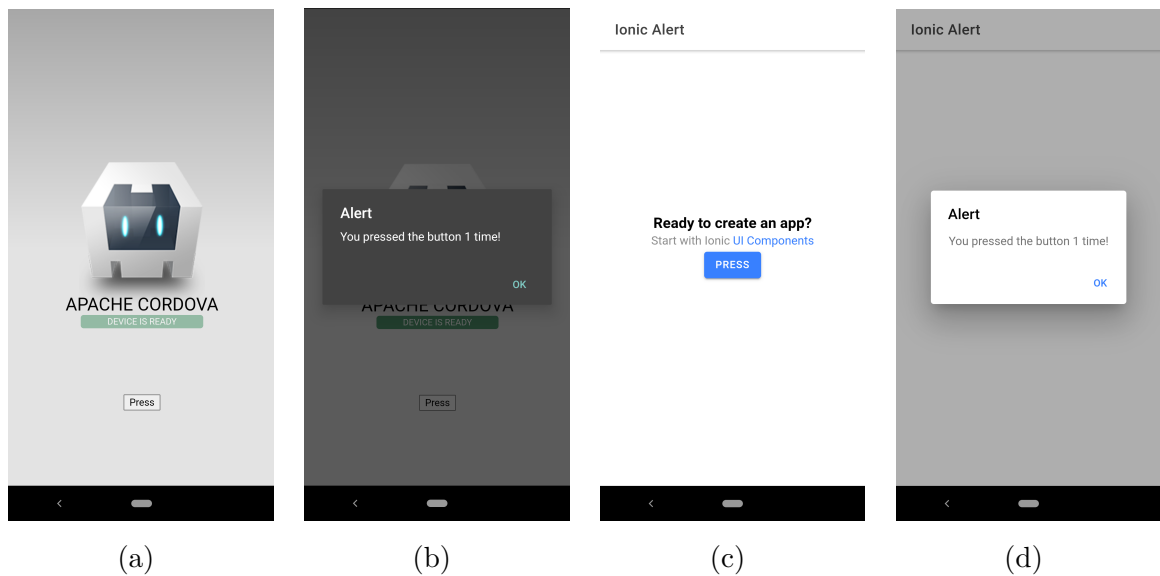 APACHE CORDOVA
DEVICE IS READY
Press
(a)
Alert
You pressed the button 1 time!
OK
APACHE CORDOVA
DEVICE IS READY
Press
(b)
Ionic Alert
Ready to create an app?
Start with Ionic UI Components
PRESS
(c)
Ionic Alert
Alert
You pressed the button 1 time!
OK
(d)